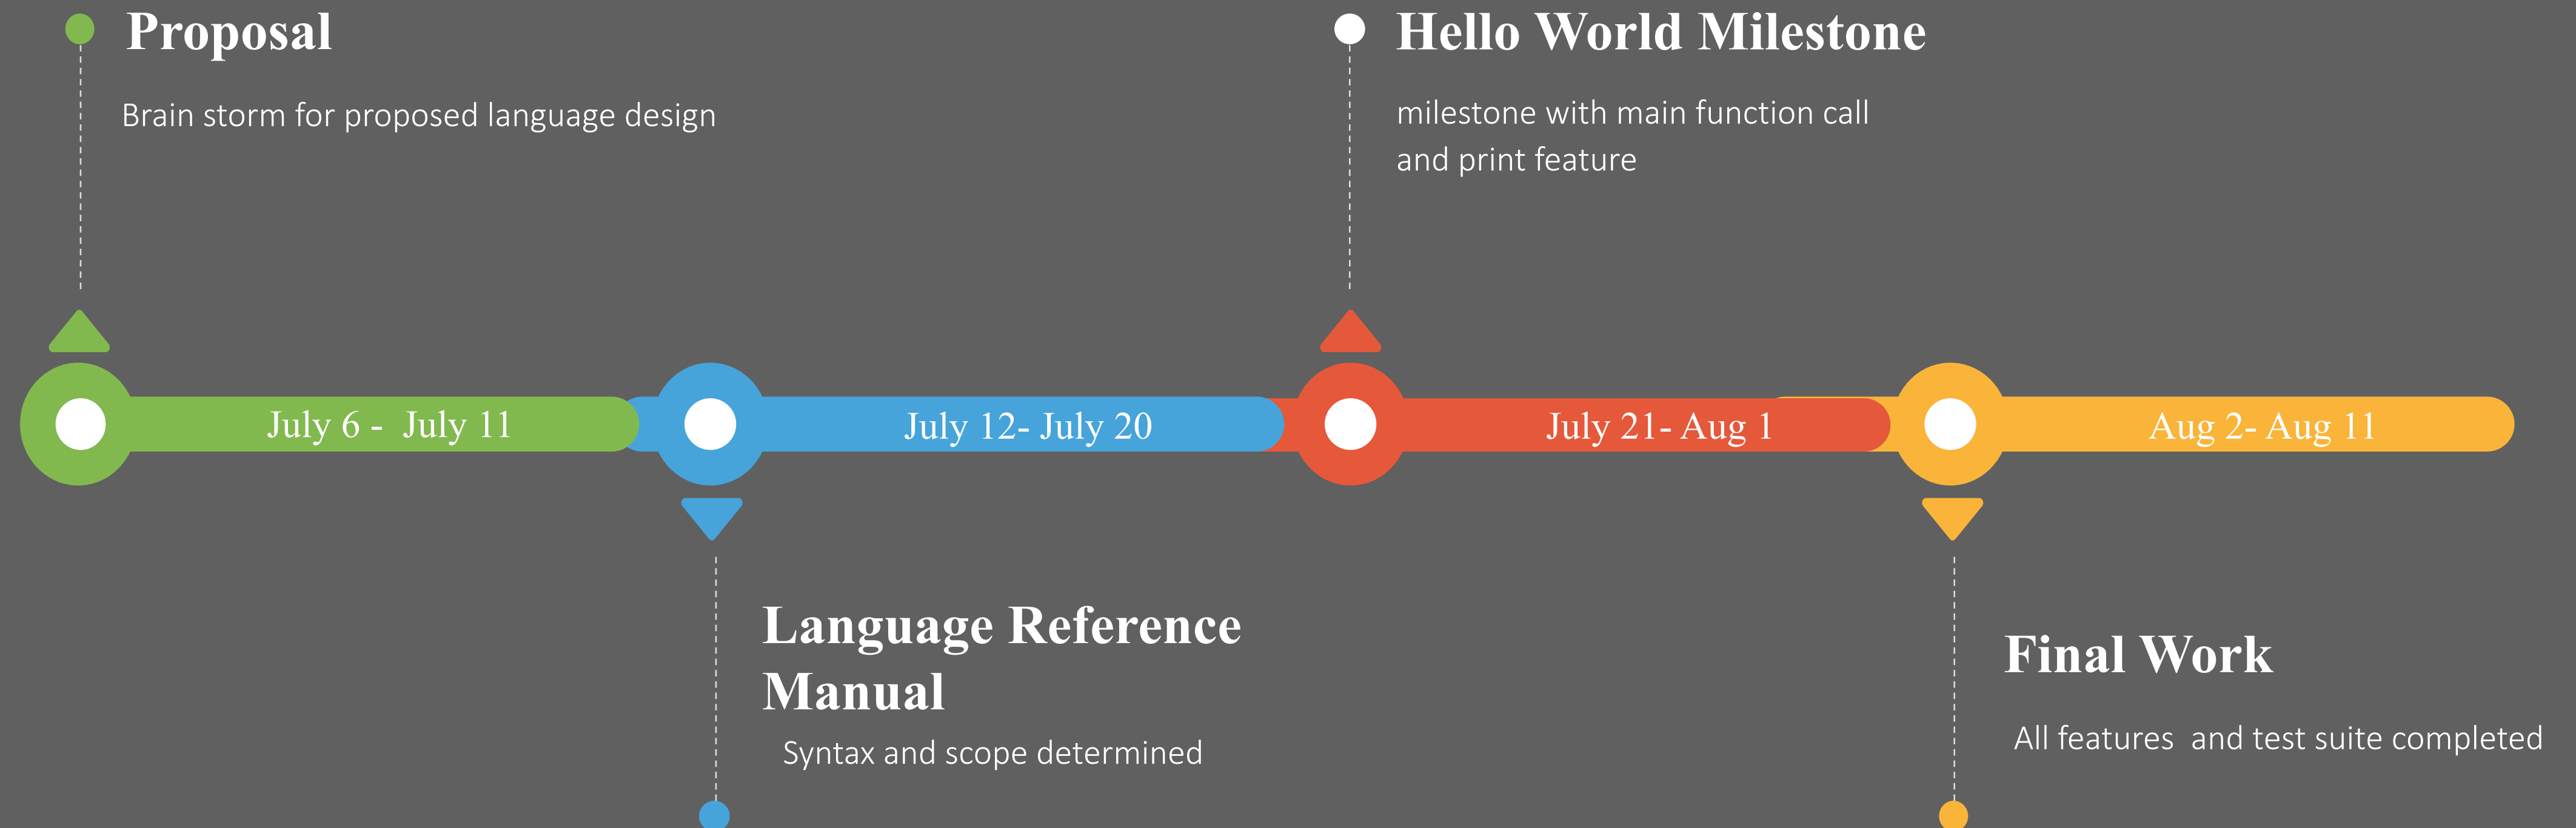 Proposal
Brain storm for proposed language design
Hello World Milestone
milestone with main function call
and print feature
July 6 -  July 11
July 12- July 20
July 21- Aug 1
Aug 2- Aug 11
Language Reference
Manual
Syntax and scope determined
Final Work
All features  and test suite completed